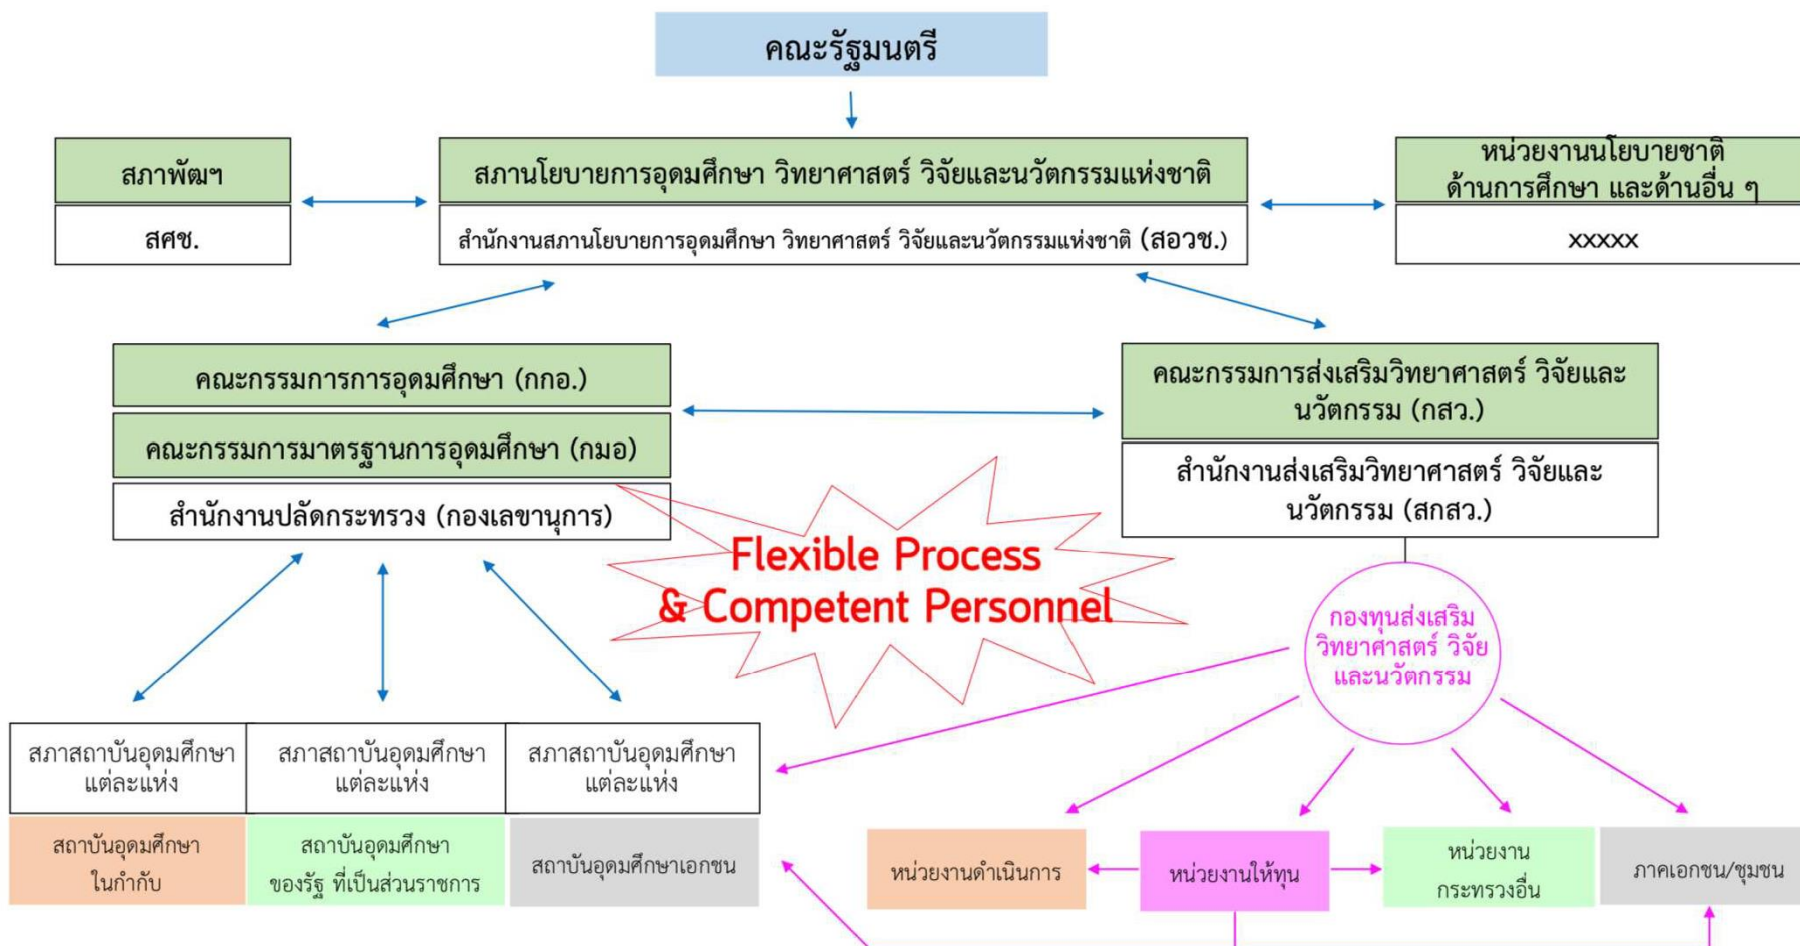 คณะรัฐมนตรี
สภาพัฒฯ
สศช.
สภานโยบายการอุดมศึกษา วิทยาศาสตร์ วิจัยและนวัตกรรมแห่งชาติ
สำนักงานสภานโยบายการอุดมศึกษา วิทยาศาสตร์ วิจัยและนวัตกรรมแห่งชาติ (สอวช.)
หน่วยงานนโยบายชาติ
ด้านการศึกษา และด้านอื่น ๆ
xxxxx
คณะกรรมการการอุดมศึกษา (กกอ.)
คณะกรรมการมาตรฐานการอุดมศึกษา (กมอ)
สำนักงานปลัดกระทรวง (กองเลขานุการ)
คณะกรรมการส่งเสริมวิทยาศาสตร์ วิจัยและ
นวัตกรรม (กสว.)
สำนักงานส่งเสริมวิทยาศาสตร์ วิจัยและ
นวัตกรรม (สกสว.)
Flexible Process
& Competent Personnel
กองทุนส่งเสริม
วิทยาศาสตร์ วิจัย
และนวัตกรรม
สภาสถาบันอุดมศึกษา
แต่ละแห่ง
สภาสถาบันอุดมศึกษา
แต่ละแห่ง
สภาสถาบันอุดมศึกษา
แต่ละแห่ง
สถาบันอุดมศึกษา
ในกำกับ
สถาบันอุดมศึกษา
ของรัฐ ที่เป็นส่วนราชการ
สถาบันอุดมศึกษาเอกชน
หน่วยงานดำเนินการ
หน่วยงานให้ทุน
หน่วยงาน
กระทรวงอื่น
ภาคเอกชน/ชุมชน